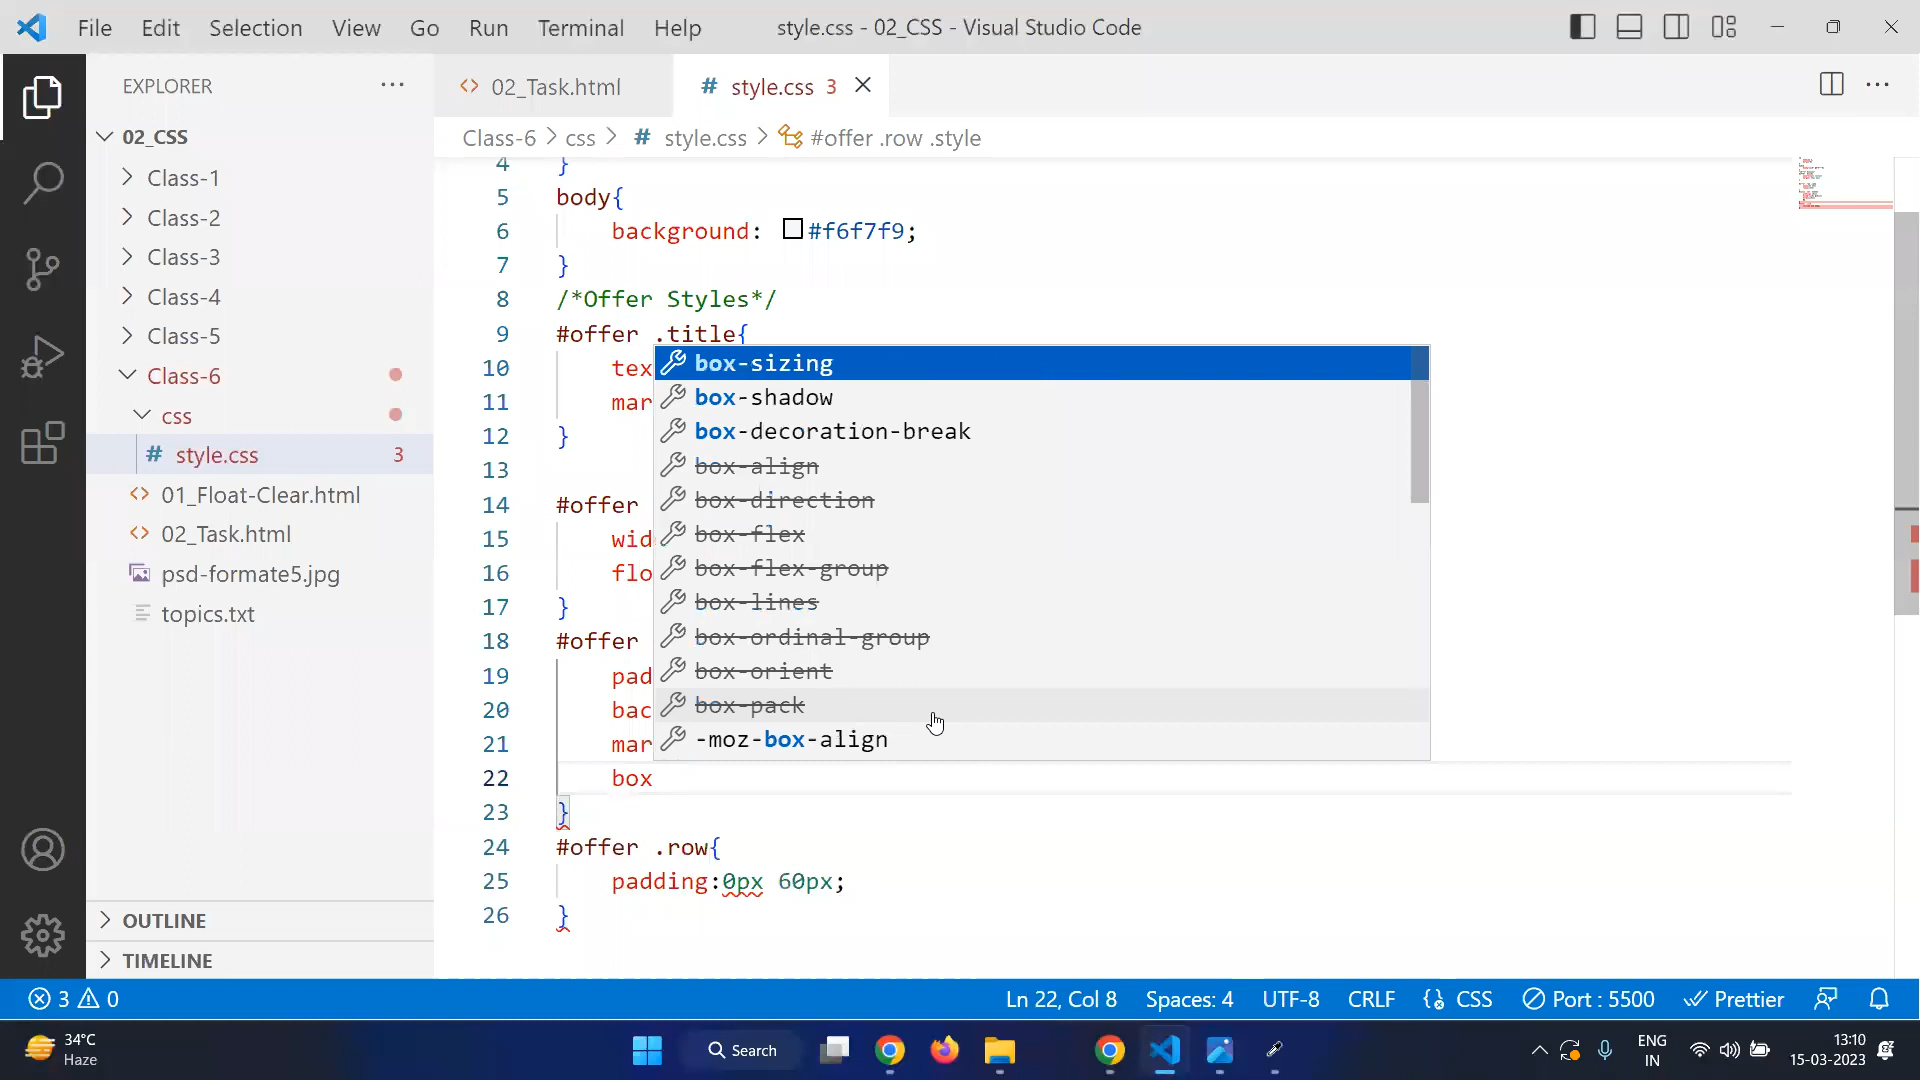 File Edit Selection View Go Run Terminal Help
style.css - 02_CSS - Visual Studio Code
EXPLORER
02_CSS
Class-1
Class-2
Class-3
Class-4
Class-5
Class-6
css
# style.css 3
<> 01_Float-Clear.html
<> 02_Task.html
psd-formate5.jpg
topics.txt
OUTLINE
TIMELINE
<> 02_Task.html
# style.css 3
Class-6 > css > # style.css > #offer .row .style
4 }
5 body{
6 background: #f6f7f9;
7 }
8 /*Offer Styles*/
9 #offer .title{
10 tex
11 mar
12 }
13
14 #offer
15 wid
16 flo
17 }
18 #offer
19 pad
20 bac
21 mar
22 box
23 }
24 #offer .row{
25 padding:0px 60px;
26 }
box-sizing
box-shadow
box-decoration-break
box-align
box-direction
box-flex
box-flex-group
box-lines
box-ordinal-group
box-orient
box-pack
-moz-box-align
3 0
Ln 22, Col 8 Spaces: 4 UTF-8 CRLF CSS Port : 5500 Prettier
34°C
Haze
Search
ENG
IN
13:10
15-03-2023